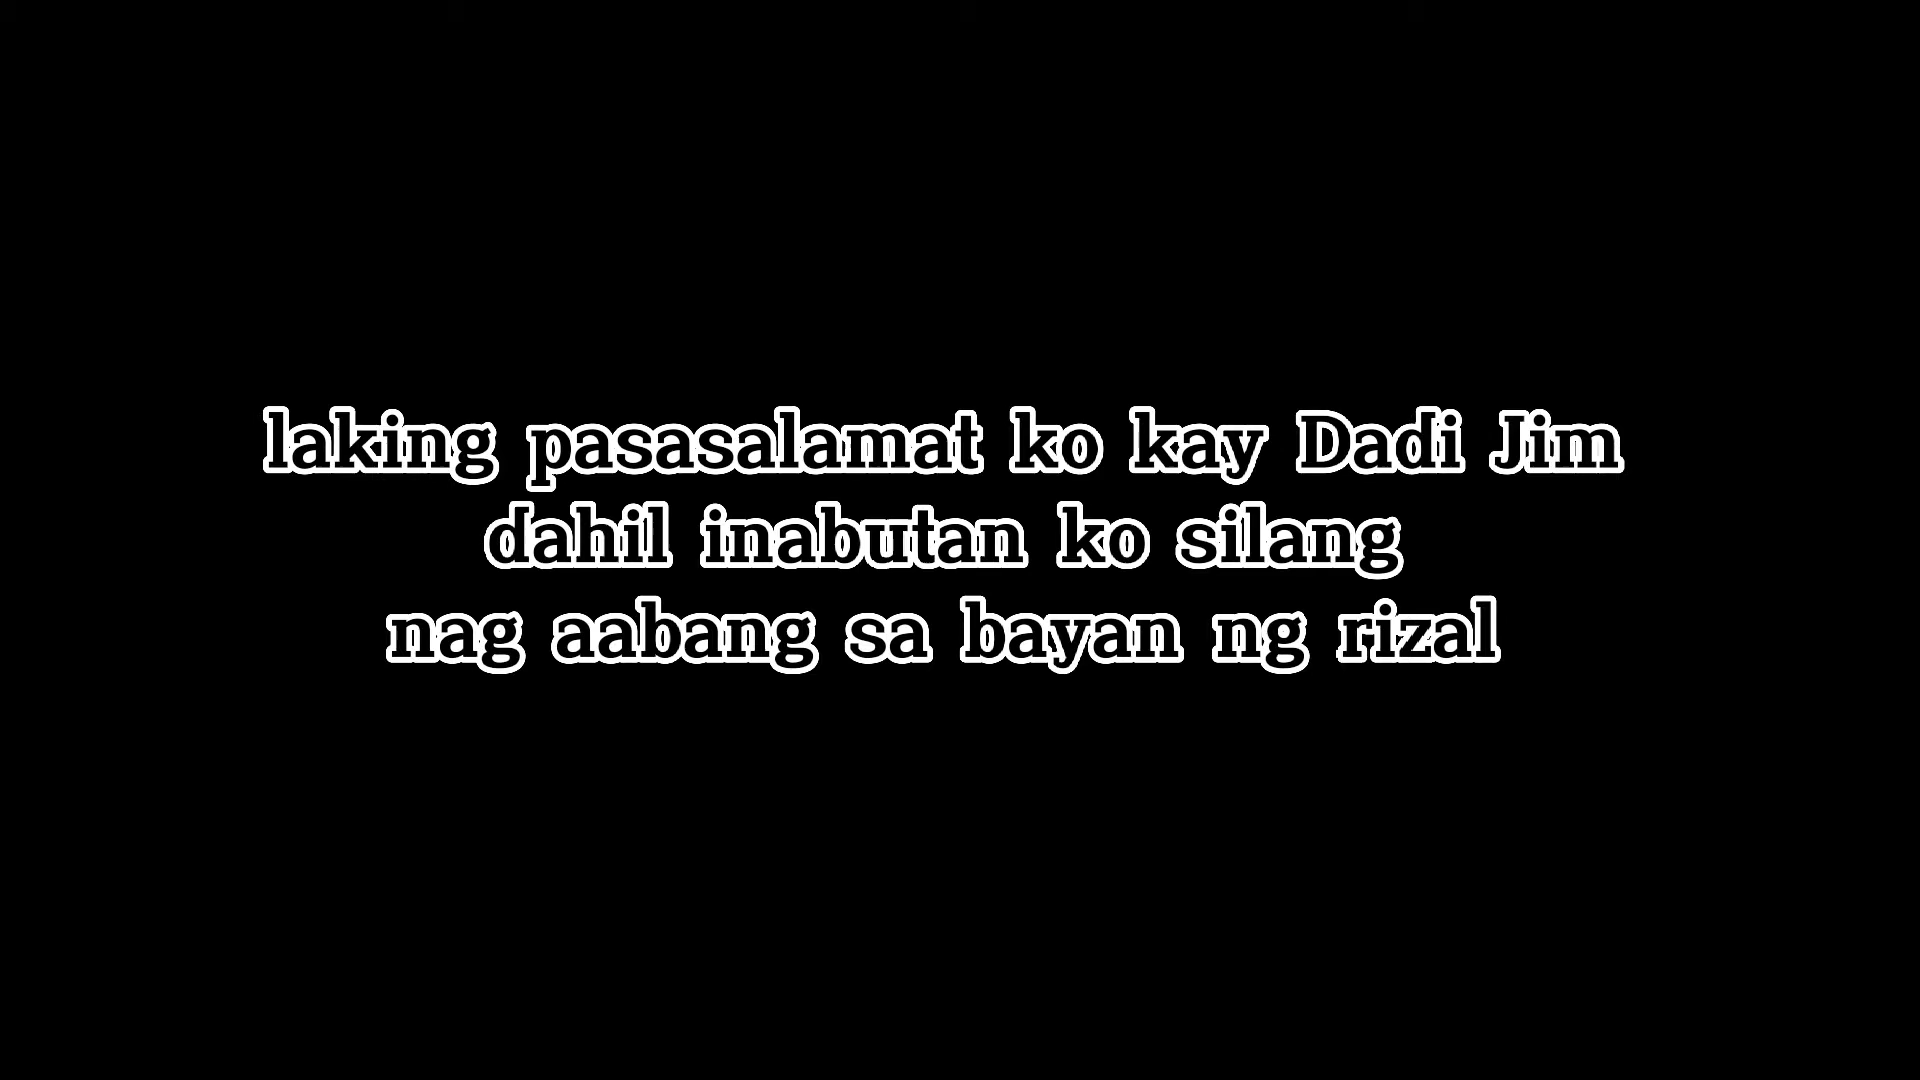 laking pasasalamat ko kay Dadi Jim
dahil inabutan ko silang
nag aabang sa bayan ng rizal